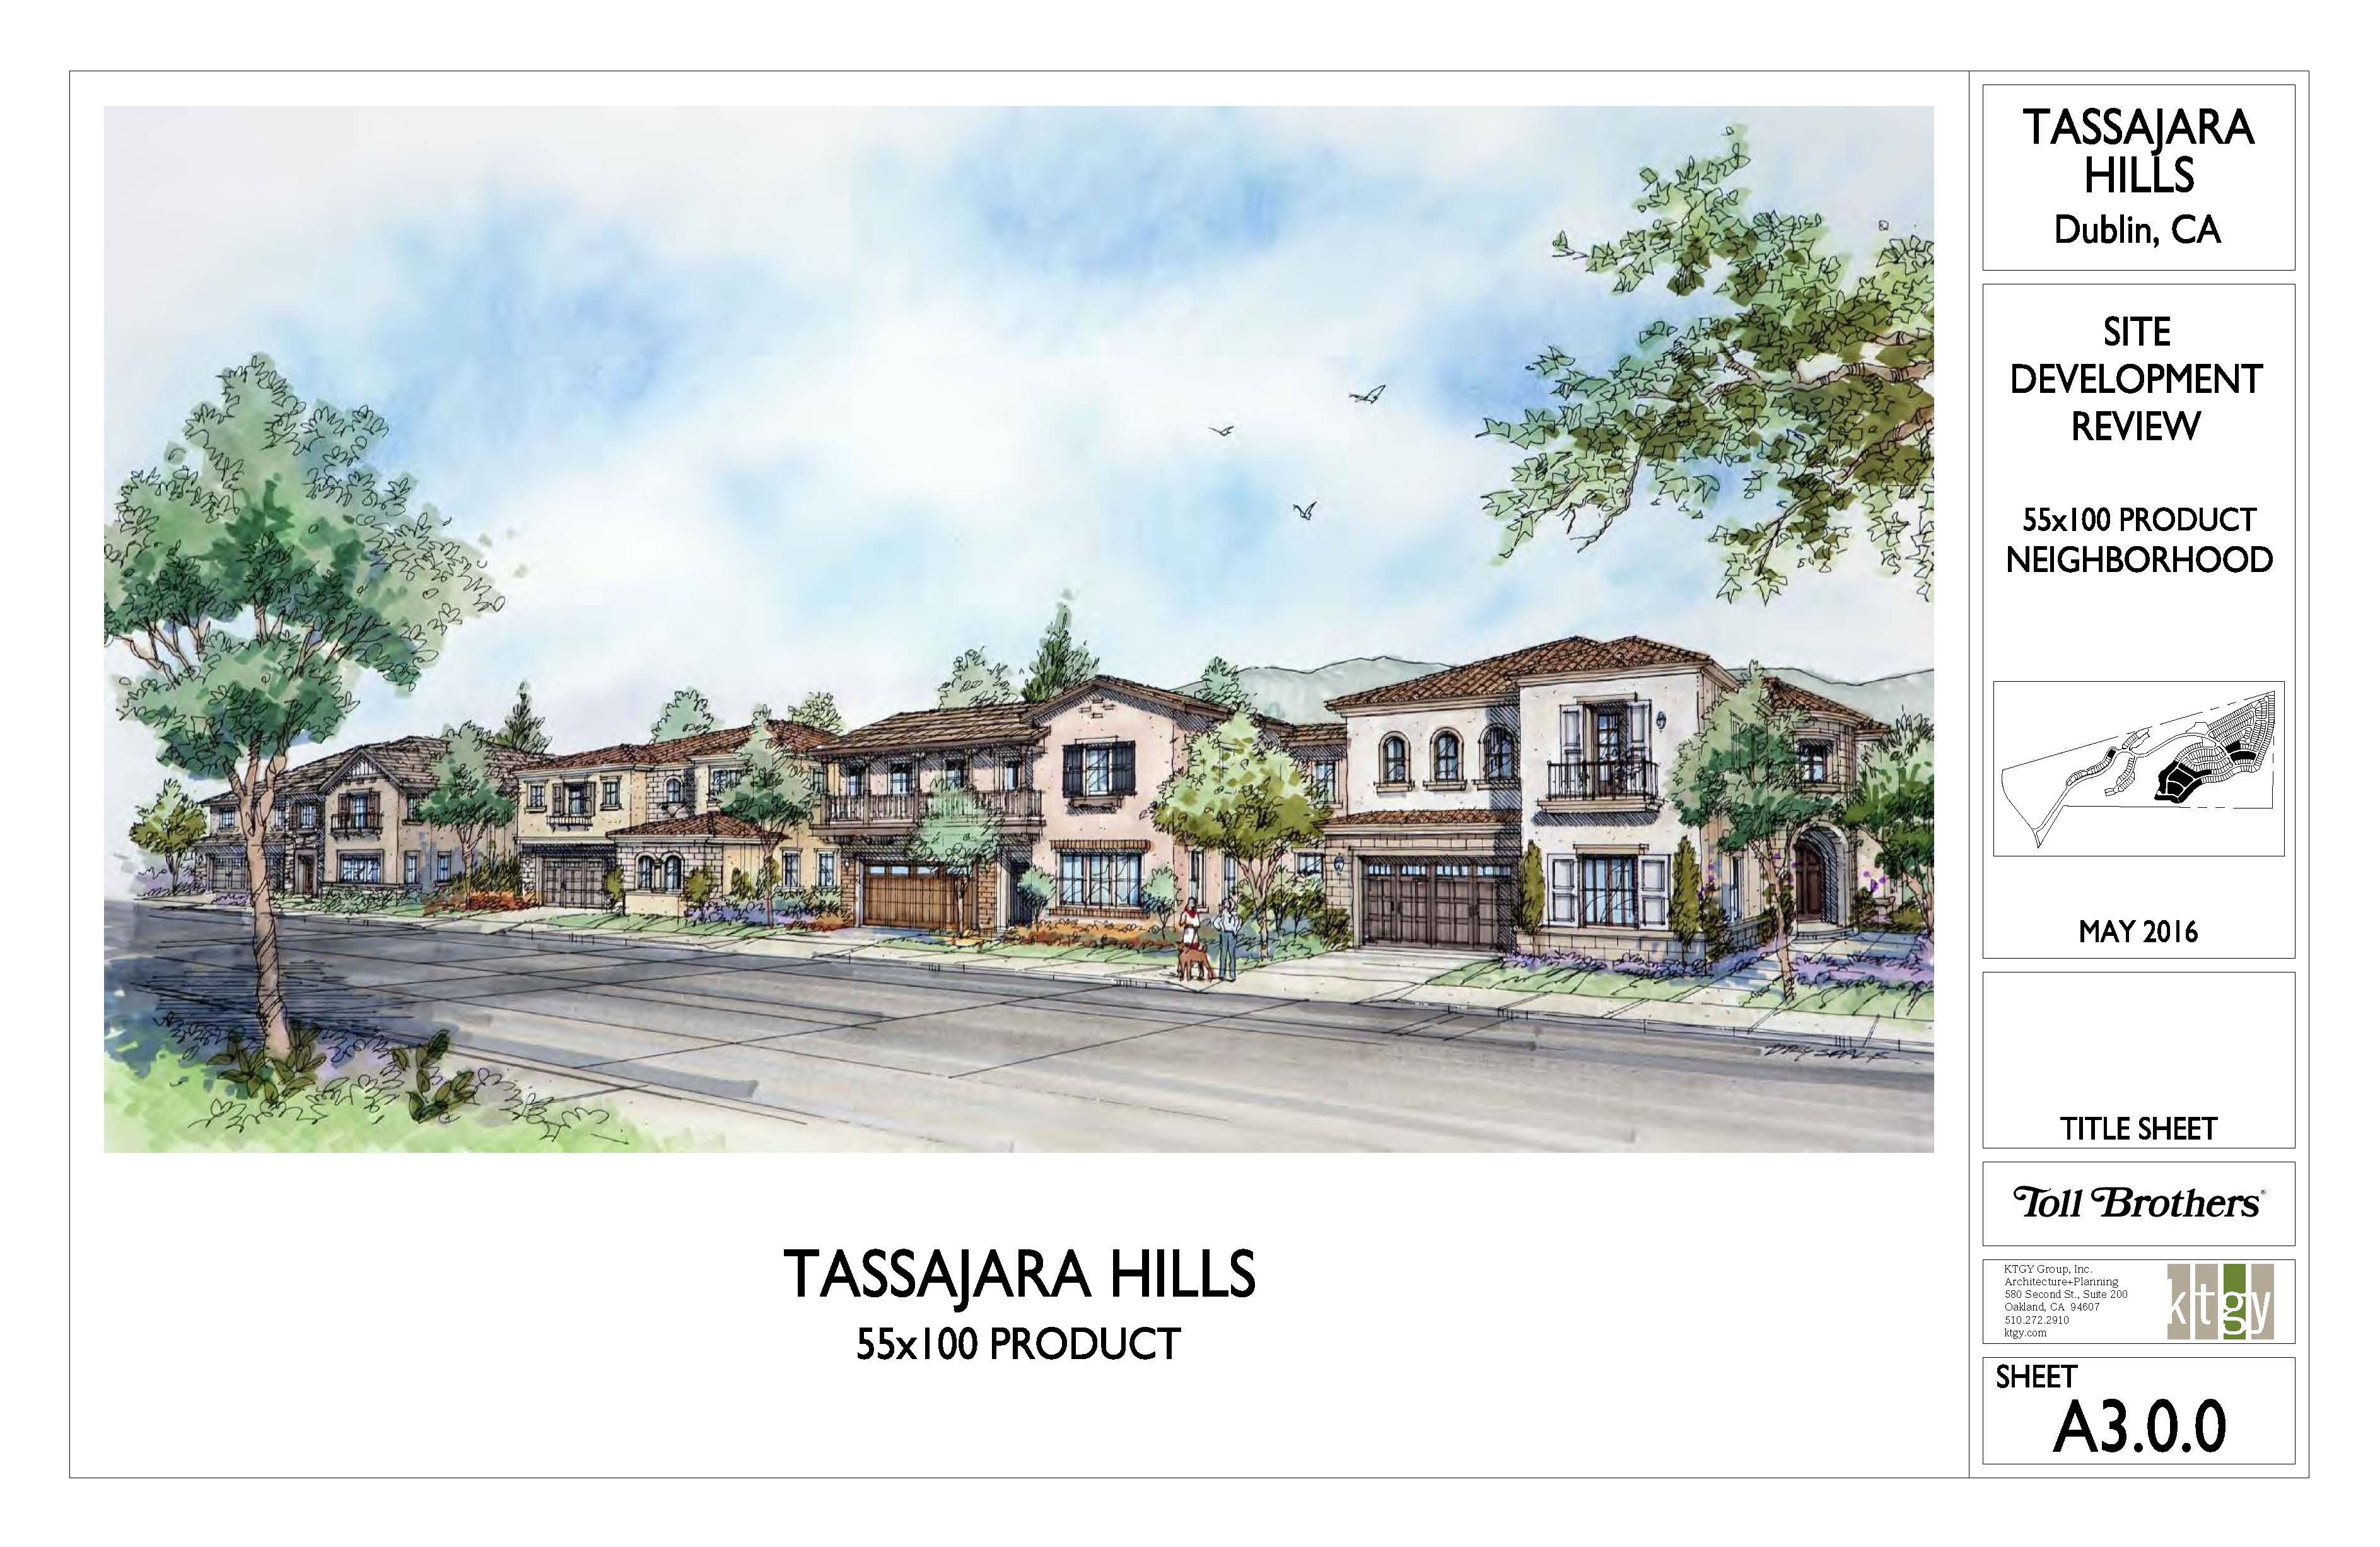 TASSAJARA
HILLS
Dublin, CA
SITE
DEVELOPMENT
REVIEW
55x100 PRODUCT
NEIGHBORHOOD
MAY 2016
TITLE SHEET
Toll Brothers®
KTGY Group, Inc.
Architecture+Planning
580 Second St., Suite 200
Oakland, CA 94607
510.272.2910
ktgy.com
ktgy
SHEET
A3.0.0
TASSAJARA HILLS
55x100 PRODUCT